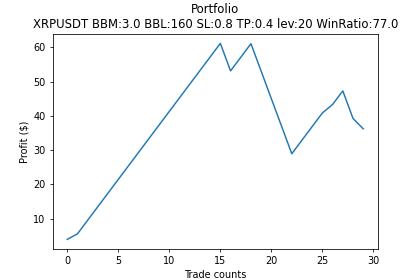 Portfolio
XRPUSDT BBM:3.0 BBL:160 SL:0.8 TP:0.4 lev:20 WinRatio:77.0
Profit ($)
60
50
40
30
20
10
0 5 10 15 20 25 30
Trade counts